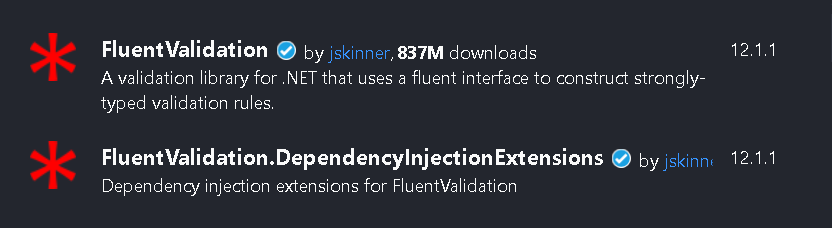 FluentValidation by jskinner, 837M downloads 12.1.1
A validation library for .NET that uses a fluent interface to construct strongly-
typed validation rules.
FluentValidation.DependencyInjectionExtensions by jskinn 12.1.1
Dependency injection extensions for FluentValidation